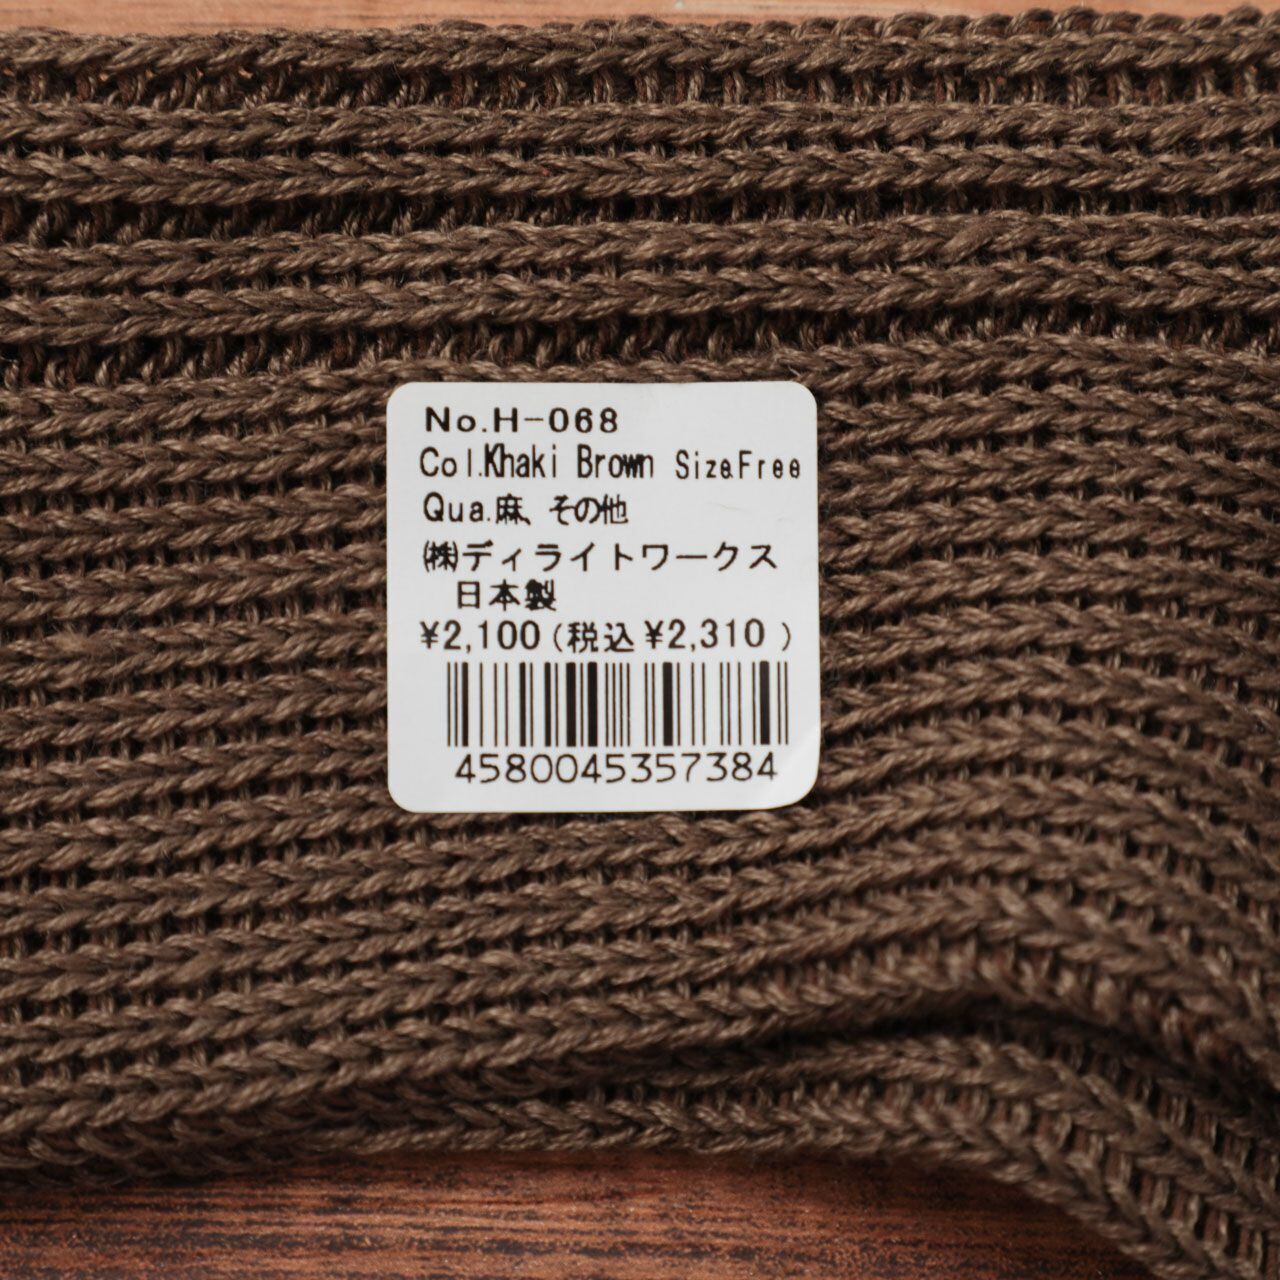 No.H-068
Col.Khaki Brown Size.Free
Qua.麻、その他
㈱ディライトワークス
日本製
¥2,100(税込¥2,310)
4580045357384